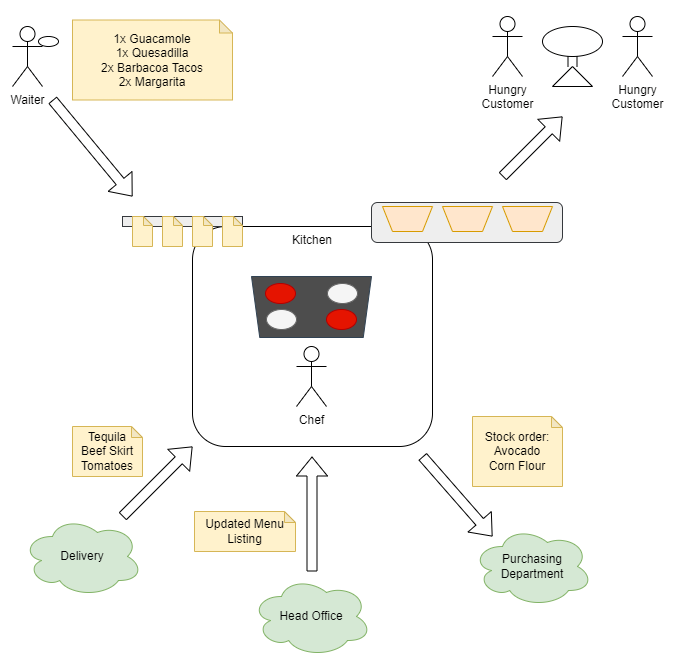 1x Guacamole
1x Quesadilla
2x Barbacoa Tacos
2x Margarita
Waiter
Hungry
Customer
Hungry
Customer
Kitchen
Chef
Tequila
Beef Skirt
Tomatoes
Stock order:
Avocado
Corn Flour
Updated Menu
Listing
Delivery
Purchasing
Department
Head Office